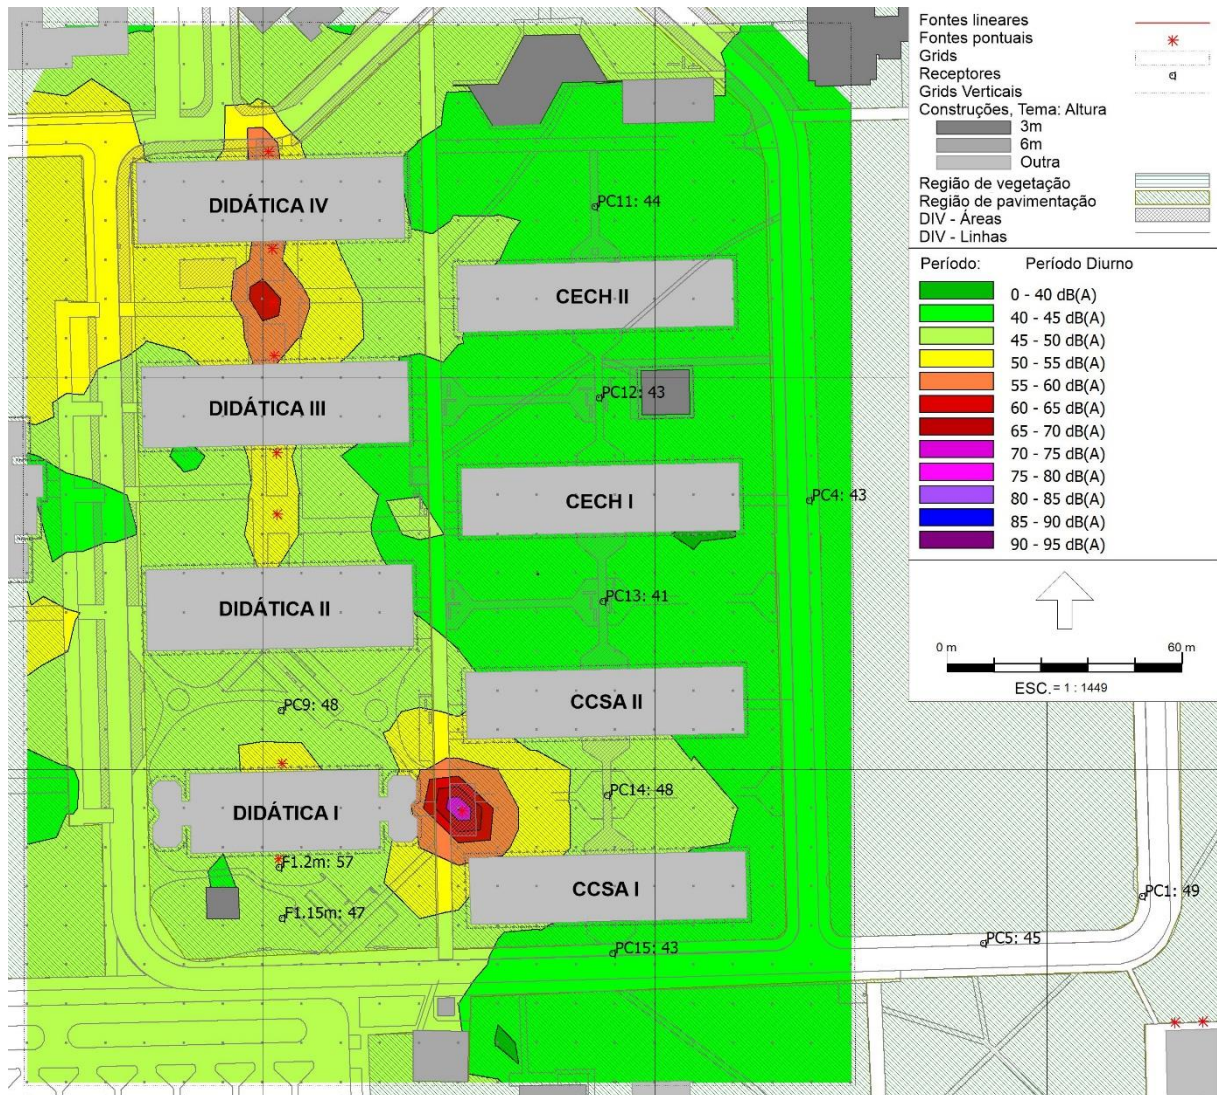 Fontes lineares
Fontes pontuais
Grids
Receptores
Grids Verticais
Construções, Tema: Altura
3m
6m
Outra
Região de vegetação
Região de pavimentação
DIV - Áreas
DIV - Linhas
Período: Período Diurno
0 - 40 dB(A)
40 - 45 dB(A)
45 - 50 dB(A)
50 - 55 dB(A)
55 - 60 dB(A)
60 - 65 dB(A)
65 - 70 dB(A)
70 - 75 dB(A)
75 - 80 dB(A)
80 - 85 dB(A)
85 - 90 dB(A)
90 - 95 dB(A)
0 m 60 m
ESC. = 1 : 1449
DIDÁTICA IV
PC11: 44
CECH II
DIDÁTICA III
PC12: 43
CECH I
PC4: 43
DIDÁTICA II
PC13: 41
PC9: 48
CCSA II
DIDÁTICA I
PC14: 48
F1.2m: 57
CCSA I
F1.15m: 47
PC1: 49
PC15: 43
PC5: 45